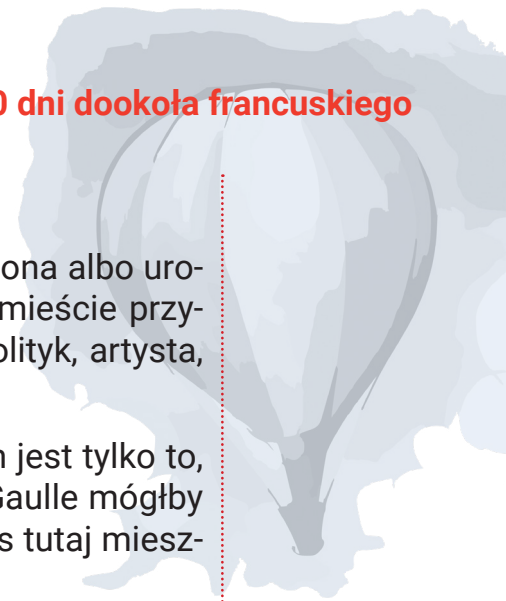 0 dni dookoła francuskiego
ona albo uro-
mieście przy-
olityk, artysta,
jest tylko to,
Gaulle mógłby
s tutaj miesz-